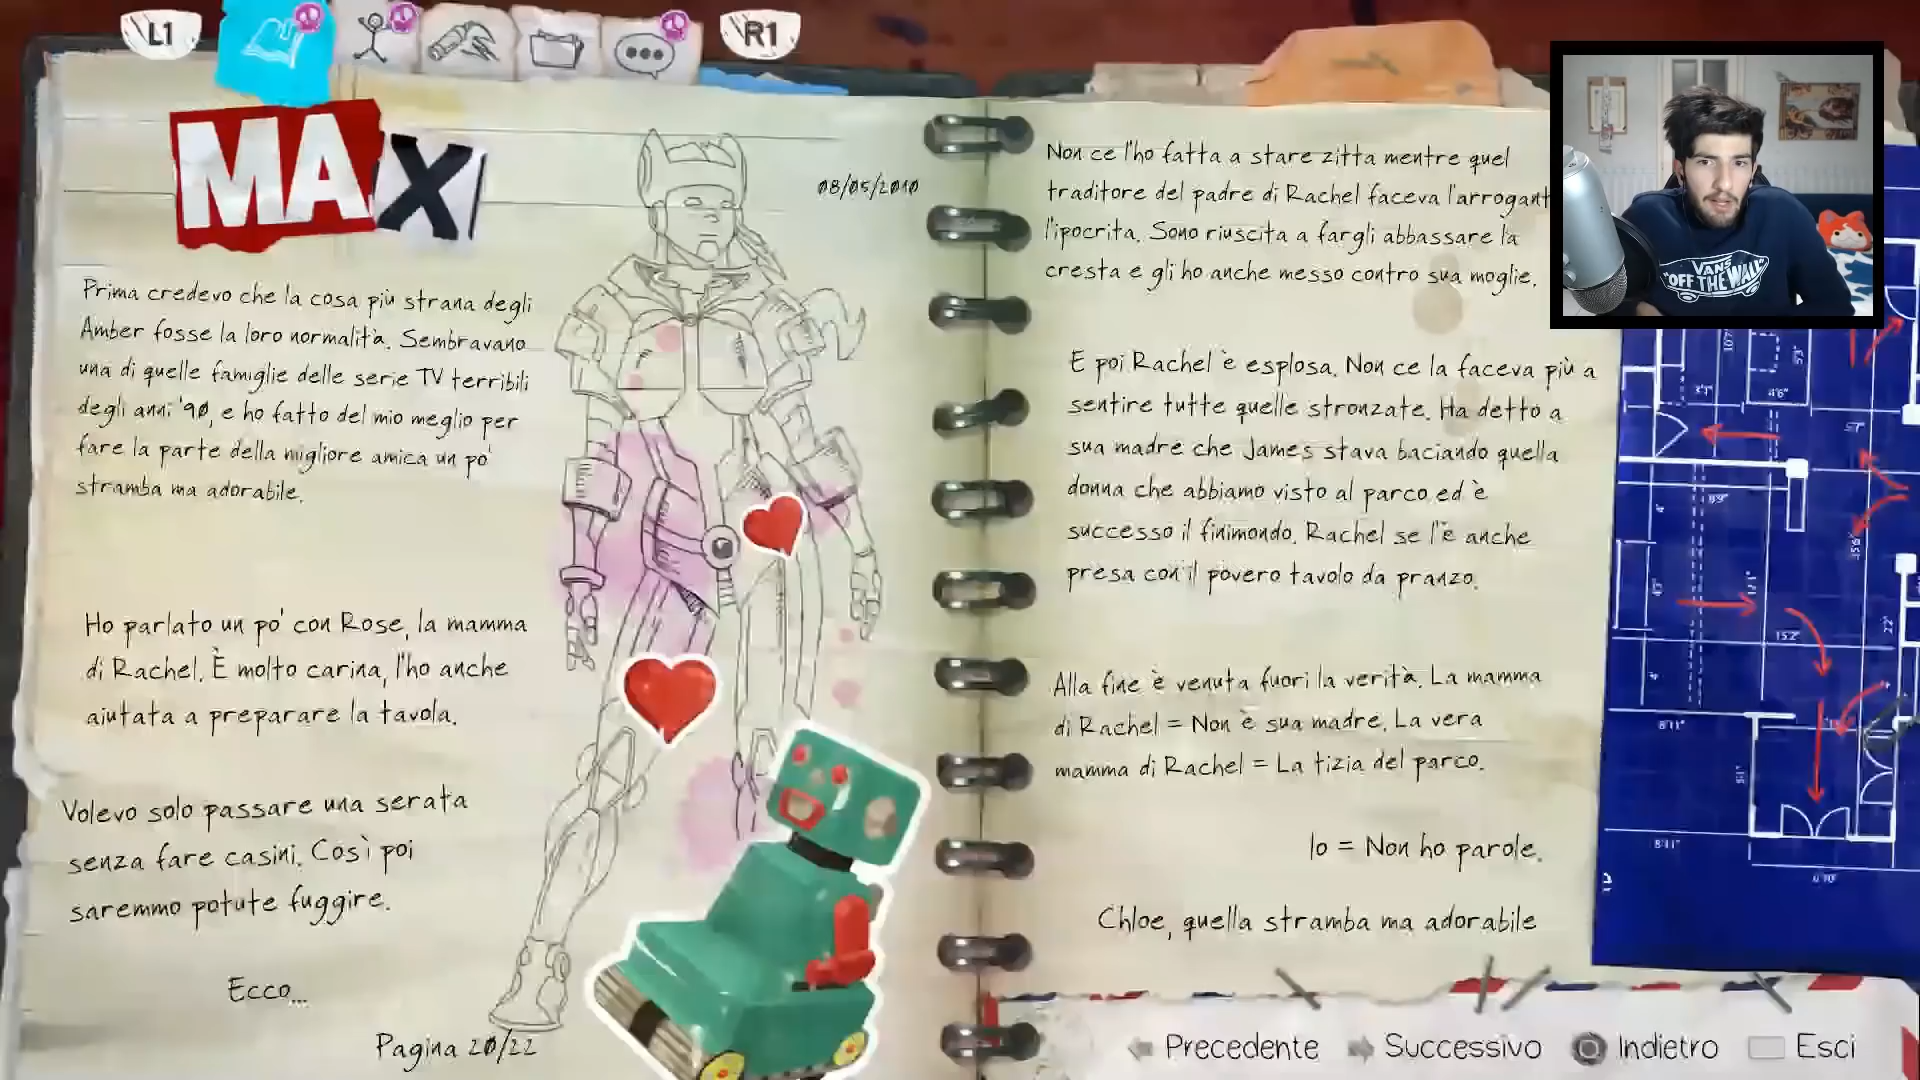 L1
R1
MAX
08/05/2010
Prima credevo che la cosa più strana degli
Amber fosse la loro normalità. Sembravano
una di quelle famiglie delle serie TV terribili
degli anni '90, e ho fatto del mio meglio per
fare la parte della migliore amica un po'
stramba ma adorabile.
Ho parlato un po' con Rose, la mamma
di Rachel. È molto carina, l'ho anche
aiutata a preparare la tavola.
Volevo solo passare una serata
senza fare casini. Così poi
saremmo potute fuggire.
Ecco...
Pagina 20/22
Non ce l'ho fatta a stare zitta mentre quel
traditore del padre di Rachel faceva l'arrogant
l'ipocrita. Sono riuscita a fargli abbassare la
cresta e gli ho anche messo contro sua moglie.
E poi Rachel è esplosa. Non ce la faceva più a
sentire tutte quelle stronzate. Ha detto a
sua madre che James stava baciando quella
donna che abbiamo visto al parco ed è
successo il finimondo. Rachel se l'è anche
presa con il povero tavolo da pranzo.
Alla fine è venuta fuori la verità. La mamma
di Rachel = Non è sua madre. La vera
mamma di Rachel = La tizia del parco.
Io = Non ho parole.
Chloe, quella stramba ma adorabile
VANS
"OFF THE WALL"
8'11"
8'11"
Precedente
Successivo
Indietro
Esci